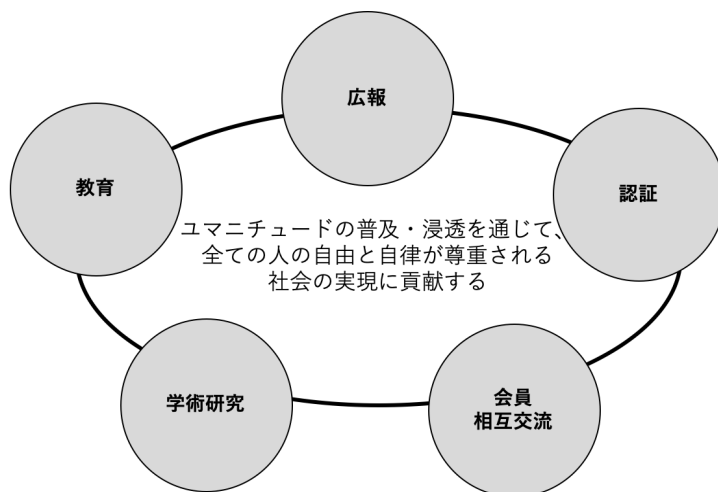 広報
教育
認証
ユマニチュードの普及・浸透を通じて、
全ての人の自由と自律が尊重される
社会の実現に貢献する
学術研究
会員
相互交流